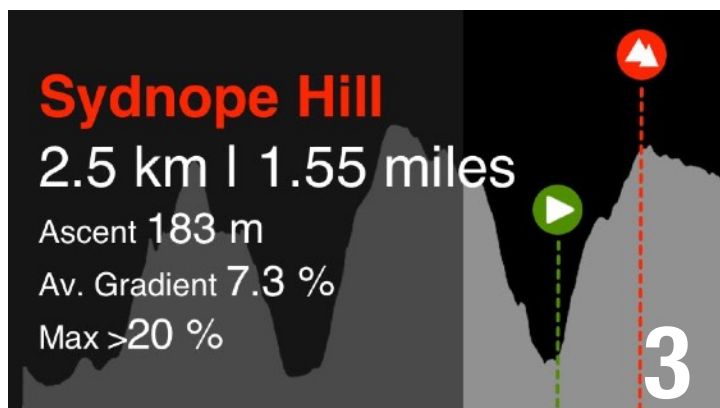 Sydnope Hill
2.5 km | 1.55 miles
Ascent 183 m
Av. Gradient 7.3 %
Max >20 %
3